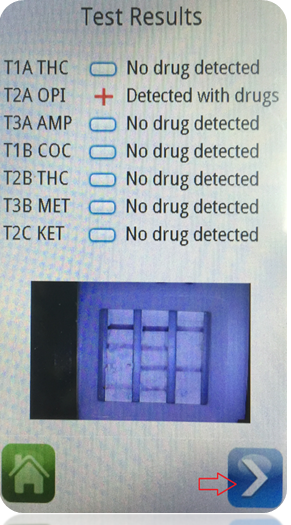 Test Results
T1A THC No drug detected
T2A OPI + Detected with drugs
T3A AMP No drug detected
T1B COC No drug detected
T2B THC No drug detected
T3B MET No drug detected
T2C KET No drug detected